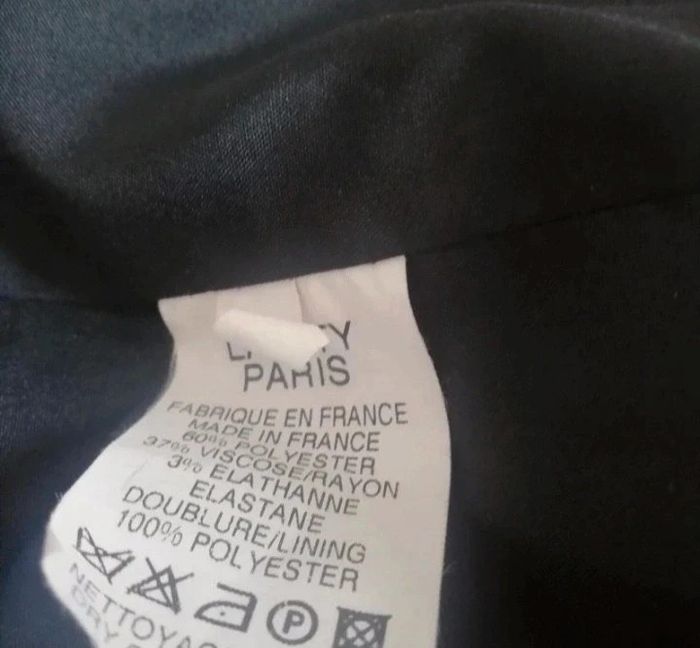 PARIS
FABRIQUE EN FRANCE
MADE IN FRANCE
60% POLYESTER
37% VISCOSE/RAYON
3% ELATHANNE
ELASTANE
DOUBLURE/LINING
100% POLYESTER
P
DRY